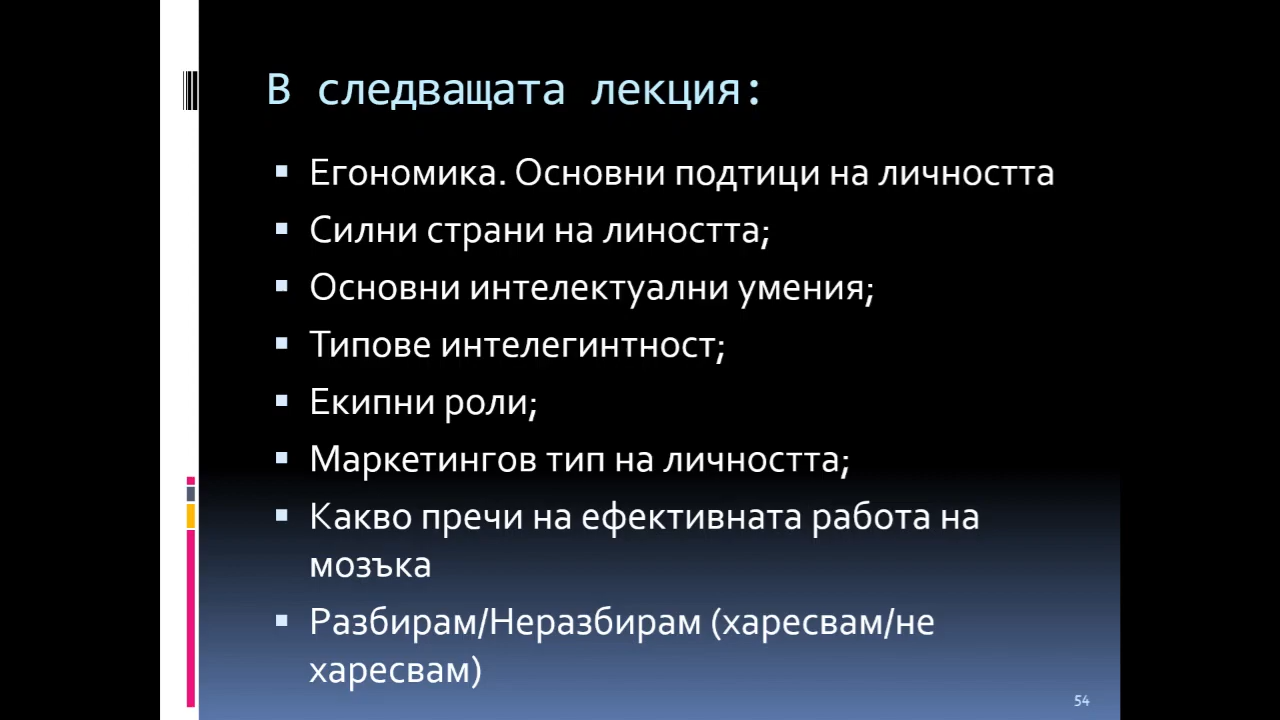 В следващата лекция:
Егономика. Основни подтици на личността
Силни страни на лиността;
Основни интелектуални умения;
Типове интелегинтност;
Екипни роли;
Маркетингов тип на личността;
Какво пречи на ефективната работа на
мозъка
Разбирам/Неразбирам (харесвам/не
харесвам)
54